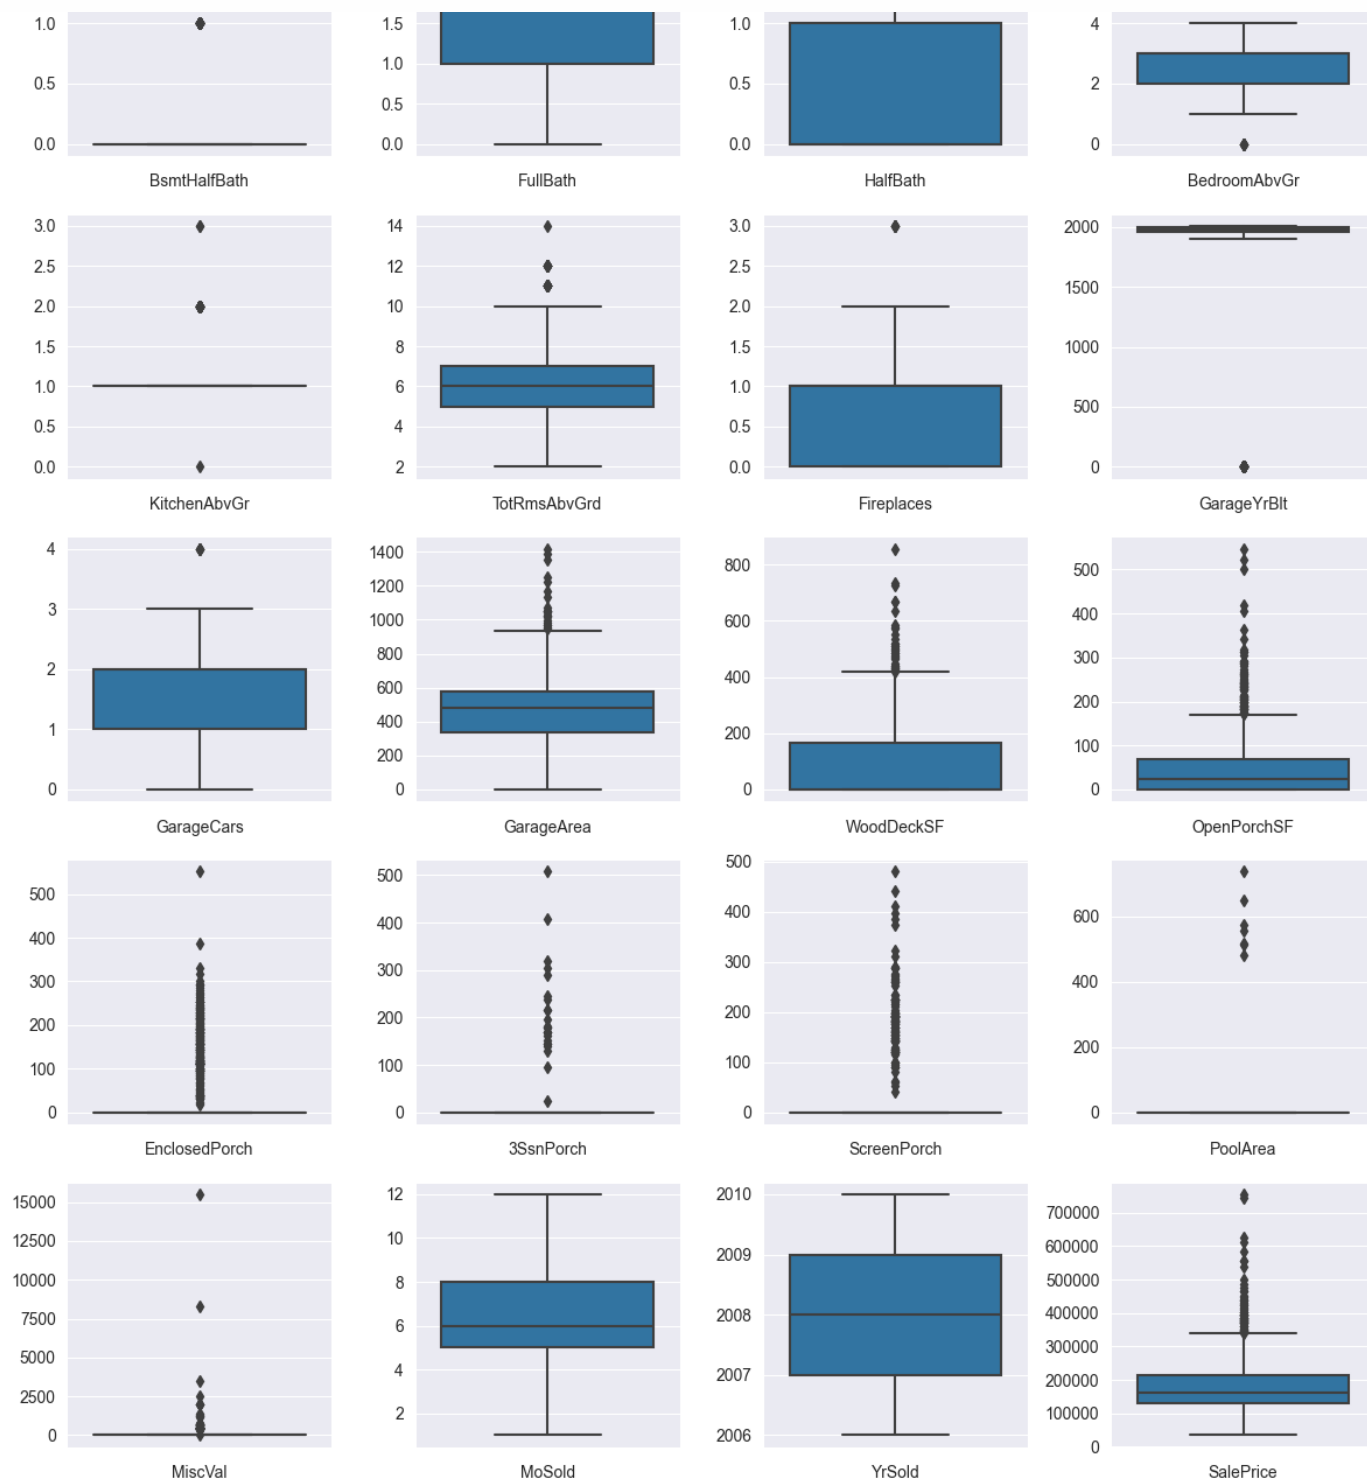 1.0 1.5 1.0 4
0.5 1.0 0.5 2
0.5
0.0 0.0 0.0 0
BsmtHalfBath FullBath HalfBath BedroomAbvGr
3.0 14 3.0 2000
2.5 12 2.5 1500
2.0 10 2.0
1.5 8 1.5 1000
1.0 6 1.0 500
0.5 4 0.5
0.0 2 0.0 0
KitchenAbvGr TotRmsAbvGrd Fireplaces GarageYrBlt
4 1400 800 500
3 1200 600 400
1000 300
2 800 400 200
600
1 400 200 100
200
0 0 0 0
GarageCars GarageArea WoodDeckSF OpenPorchSF
500 500 500 600
400 400 400
300 300 300 400
200 200 200 200
100 100 100
0 0 0 0
EnclosedPorch 3SsnPorch ScreenPorch PoolArea
15000 12 2010 700000
12500 10 2009 600000
10000 500000
7500 8 2008 400000
5000 6 300000
2500 4 2007 200000
100000
0 2 2006 0
MiscVal MoSold YrSold SalePrice